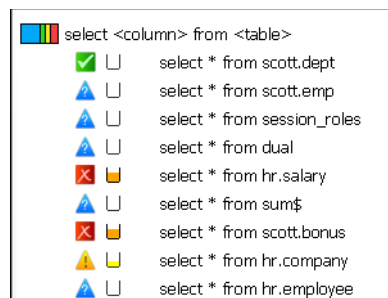 select <column> from <table>
select * from scott.dept
select * from scott.emp
select * from session_roles
select * from dual
select * from hr.salary
select * from sum$
select * from scott.bonus
select * from hr.company
select * from hr.employee